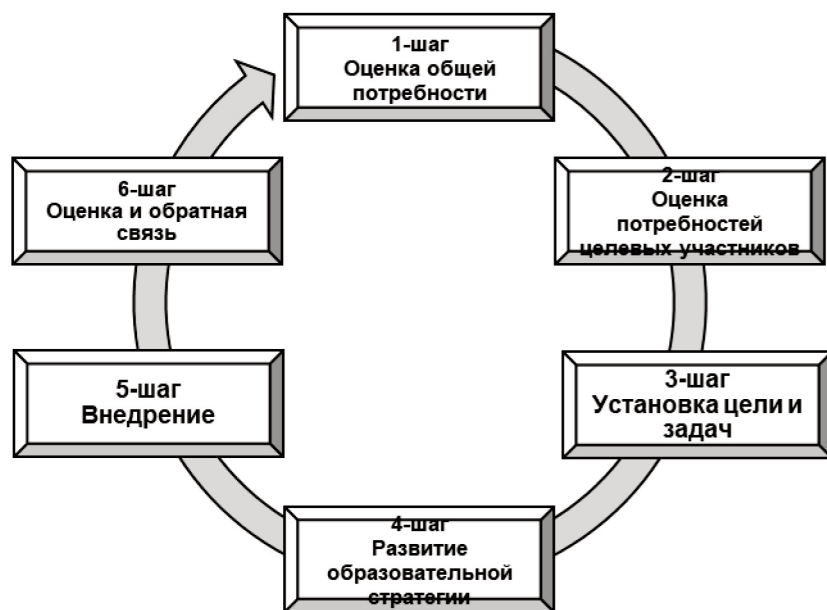 1-шаг
Оценка общей
потребности
2-шаг
Оценка
потребностей
целевых участников
3-шаг
Установка цели и
задач
4-шаг
Развитие
образовательной
стратегии
5-шаг
Внедрение
6-шаг
Оценка и обратная
связь